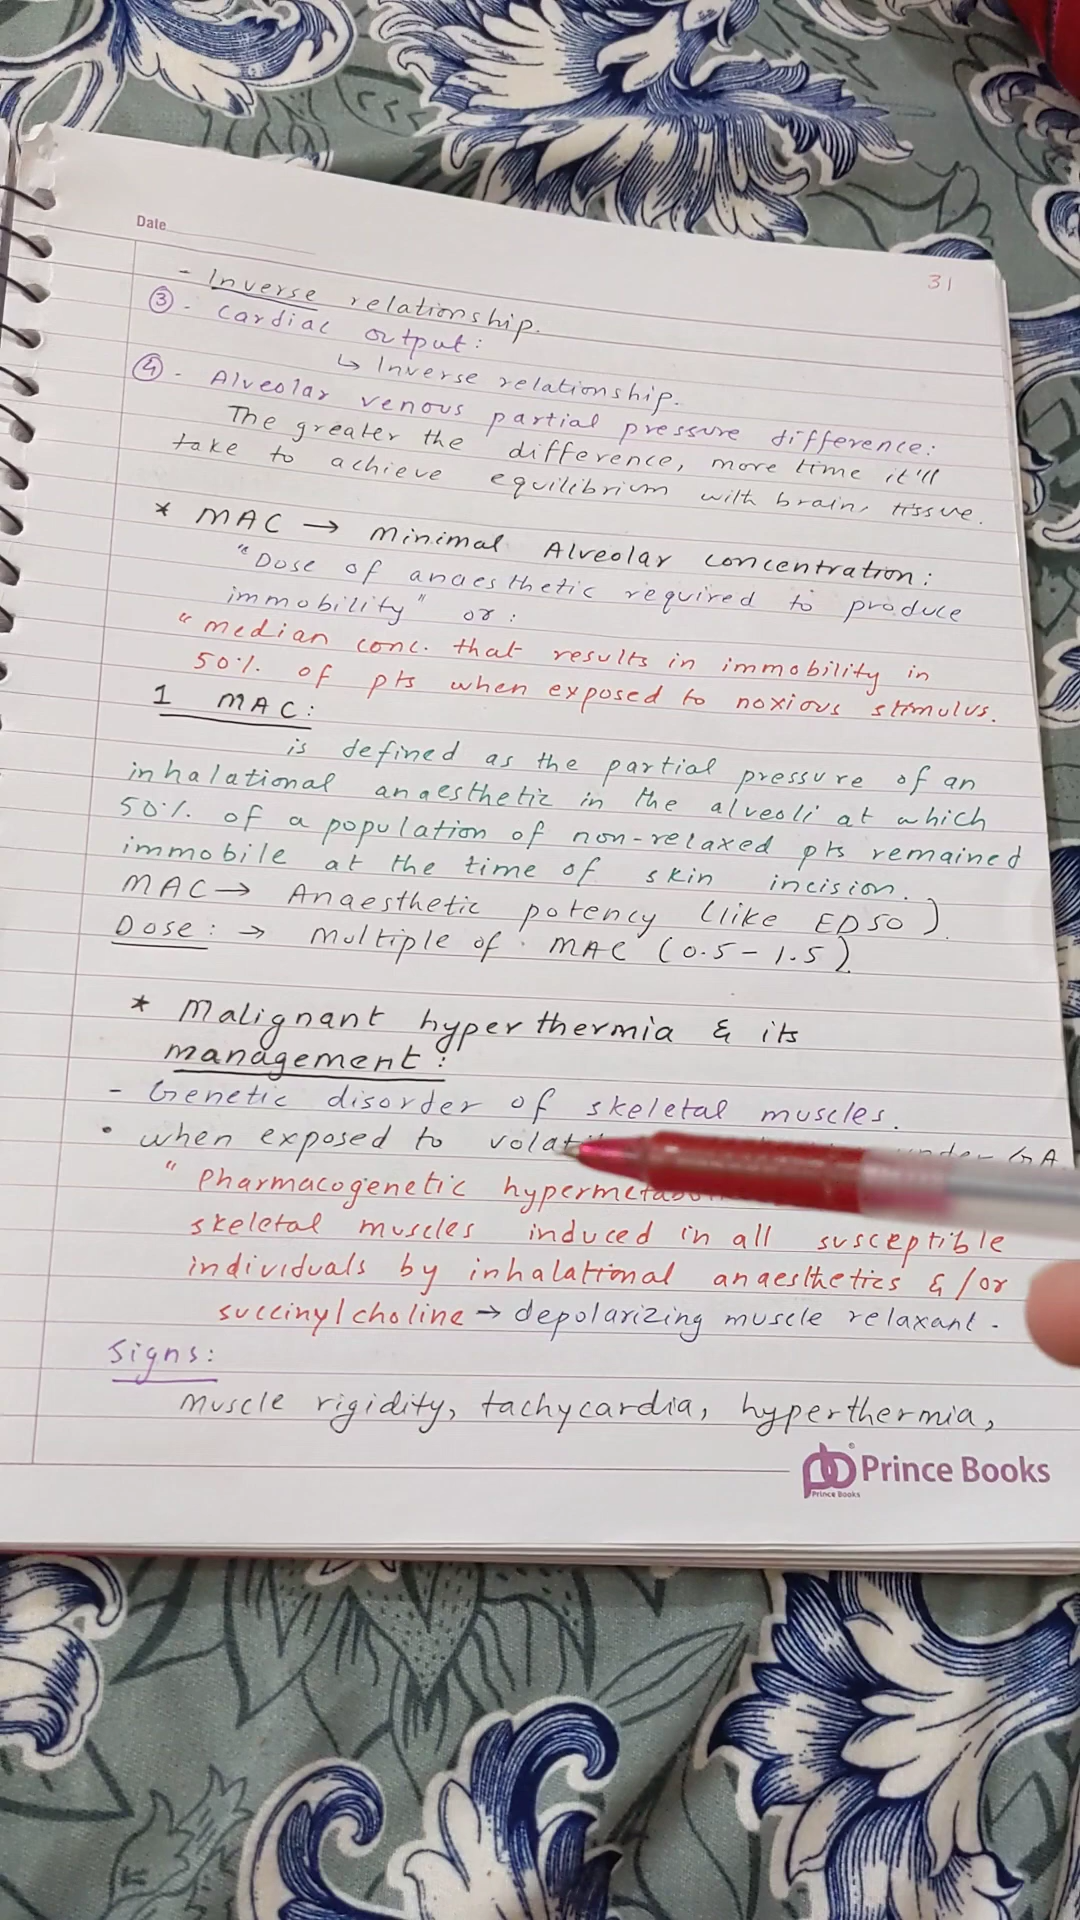 Date
31
- Inverse relationship.
③ - Cardiac output:
↳ Inverse relationship.
④ - Alveolar venous partial pressure difference:
The greater the difference, more time it'll
take to achieve equilibrium with brain tissue.
* MAC → Minimal Alveolar Concentration:
"Dose of anaesthetic required to produce
immobility" or:
"median conc. that results in immobility in
50% of pts when exposed to noxious stimulus.
1 MAC:
is defined as the partial pressure of an
inhalational anaesthetic in the alveoli at which
50% of a population of non-relaxed pts remained
immobile at the time of skin incision.
MAC → Anaesthetic potency (like ED50)
Dose: → Multiple of MAC (0.5 - 1.5)
* Malignant hyperthermia & its
management:
- Genetic disorder of skeletal muscles.
• when exposed to under GA
" Pharmacogenetic
skeletal muscles induced in all susceptible
individuals by inhalational anaesthetics & /or
succinylcholine → depolarizing muscle relaxant.
Signs:
Muscle rigidity, tachycardia, hyperthermia,
Prince Books
Prince Books